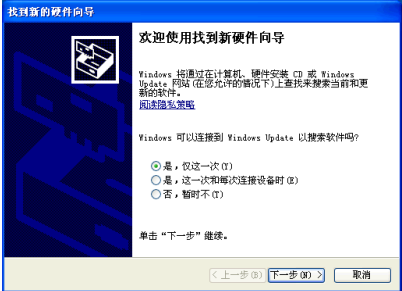 找到新的硬件向导
欢迎使用找到新硬件向导
Windows 将通过在计算机、硬件安装 CD 或 Windows
Update 网站(在您允许的情况下)上查找来搜索当前和更
新的软件。
阅读隐私策略
Windows 可以连接到 Windows Update 以搜索软件吗?
是，仅这一次(Y)
是，这一次和每次连接设备时(E)
否，暂时不(T)
单击“下一步”继续。
< 上一步(B) 下一步(N) > 取消